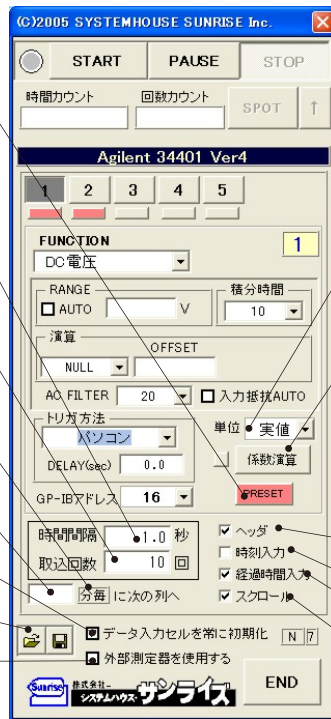 (C)2005 SYSTEMHOUSE SUNRISE Inc.
START PAUSE STOP
時間カウント 回数カウント
SPOT ↑
Agilent 34401 Ver4
1 2 3 4 5
FUNCTION 1
DC電圧
RANGE 積分時間
AUTO V 10
演算 OFFSET
NULL
AC FILTER 20 入力抵抗AUTO
トリガ方法 単位 実値
パソコン
DELAY(sec) 0.0 係数演算
GP-IBアドレス 16 PRESET
時間間隔 1.0 秒 ヘッダ
取込回数 10 回 時刻入力
経過時間入力
分毎 に次の列へ スクロール
データ入力セルを常に初期化 N 7
外部測定器を使用する
Sunrise 株式会社 システムハウス サンライズ END